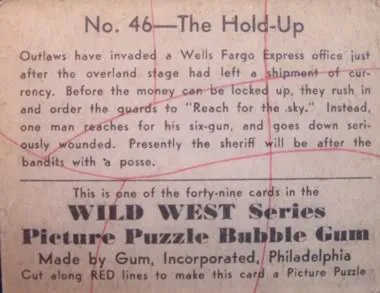 No. 46—The Hold-Up
Outlaws have invaded a Wells Fargo Express office just
after the overland stage had left a shipment of cur-
rency. Before the money can be locked up, they rush in
and order the guards to "Reach for the sky." Instead,
one man reaches for his six-gun, and goes down seri-
ously wounded. Presently the sheriff will be after the
bandits with a posse.
This is one of the forty-nine cards in the
WILD WEST Series
Picture Puzzle Bubble Gum
Made by Gum, Incorporated, Philadelphia
Cut along RED lines to make this card a Picture Puzzle